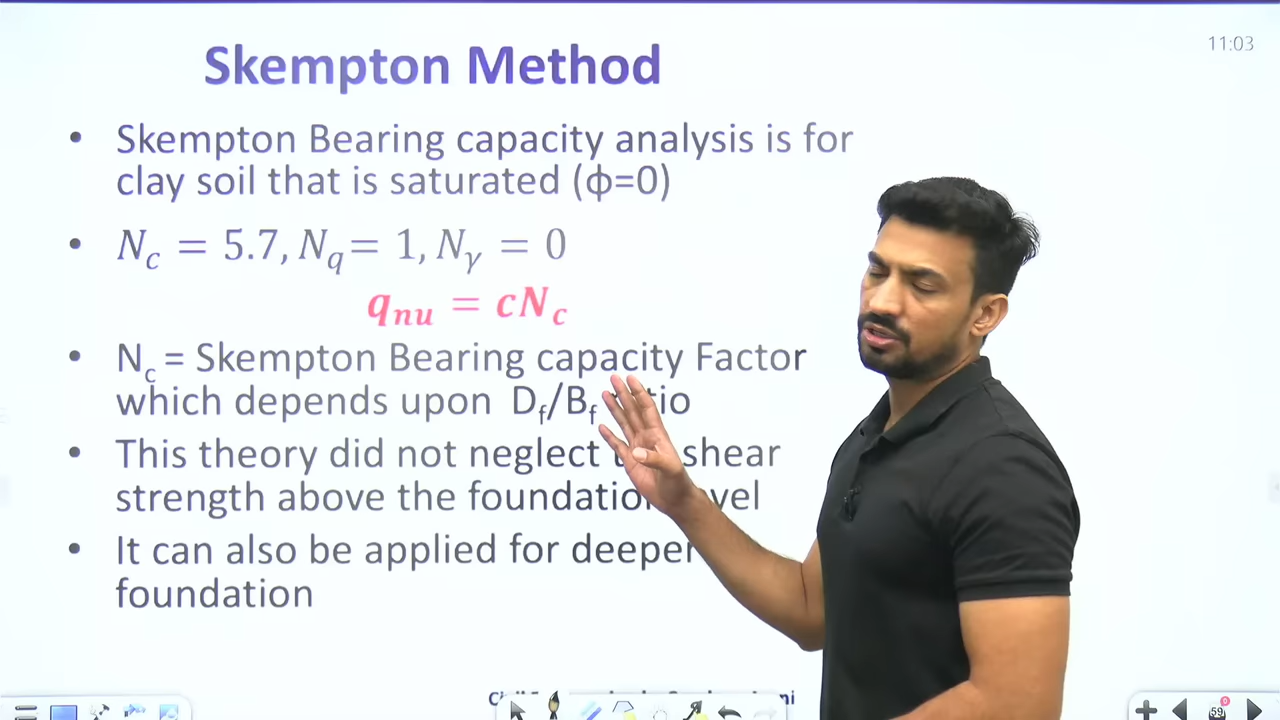 Skempton Method
11:03
• Skempton Bearing capacity analysis is for
clay soil that is saturated (ϕ=0)
• N_c = 5.7, N_q = 1, N_γ = 0
q_nu = cN_c
• N_c = Skempton Bearing capacity Factor
which depends upon D_f/B_f
• This theory did not neglect shear
strength above the foundation
• It can also be applied for deeper
foundation
59